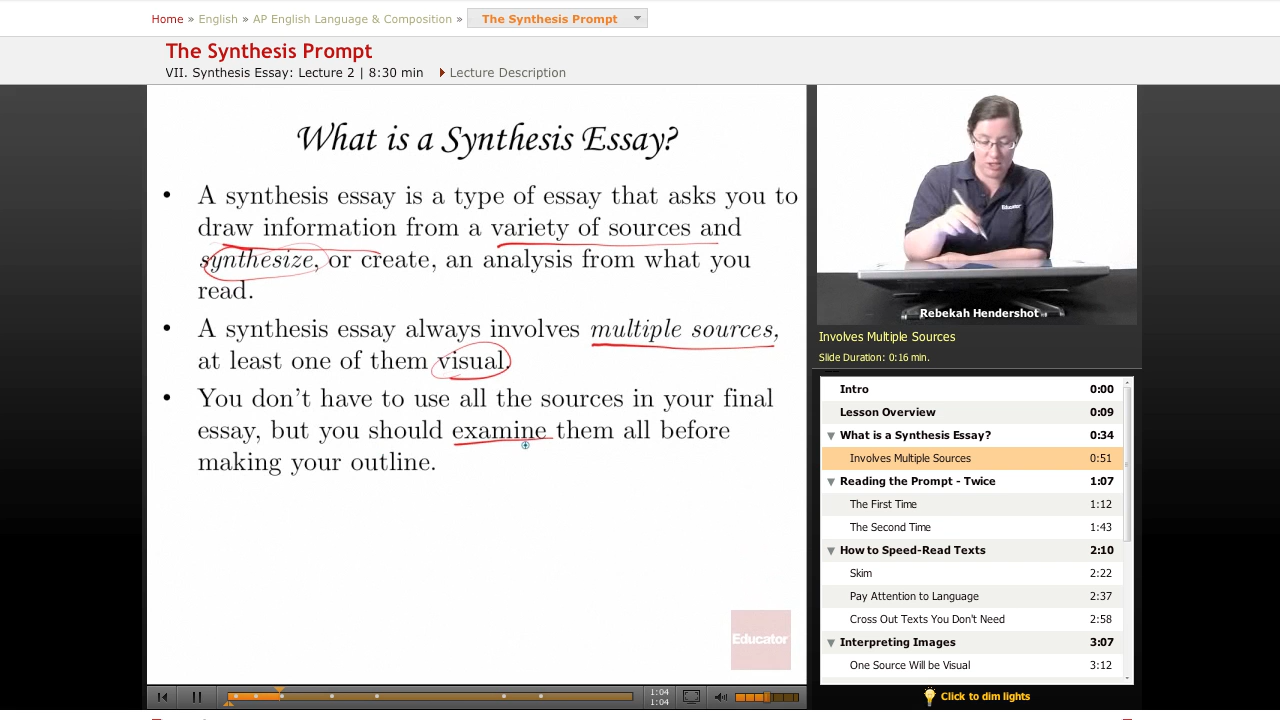 Home » English » AP English Language & Composition » The Synthesis Prompt
The Synthesis Prompt
VII. Synthesis Essay: Lecture 2 | 8:30 min Lecture Description
What is a Synthesis Essay?
• A synthesis essay is a type of essay that asks you to
draw information from a variety of sources and
synthesize, or create, an analysis from what you
read.
• A synthesis essay always involves multiple sources,
at least one of them visual.
• You don't have to use all the sources in your final
essay, but you should examine them all before
making your outline.
Educator
1:04
1:04
Educator
Rebekah Hendershot
Involves Multiple Sources
Slide Duration: 0:16 min.
Intro 0:00
Lesson Overview 0:09
What is a Synthesis Essay? 0:34
Involves Multiple Sources 0:51
Reading the Prompt - Twice 1:07
The First Time 1:12
The Second Time 1:43
How to Speed-Read Texts 2:10
Skim 2:22
Pay Attention to Language 2:37
Cross Out Texts You Don't Need 2:58
Interpreting Images 3:07
One Source Will be Visual 3:12
Click to dim lights